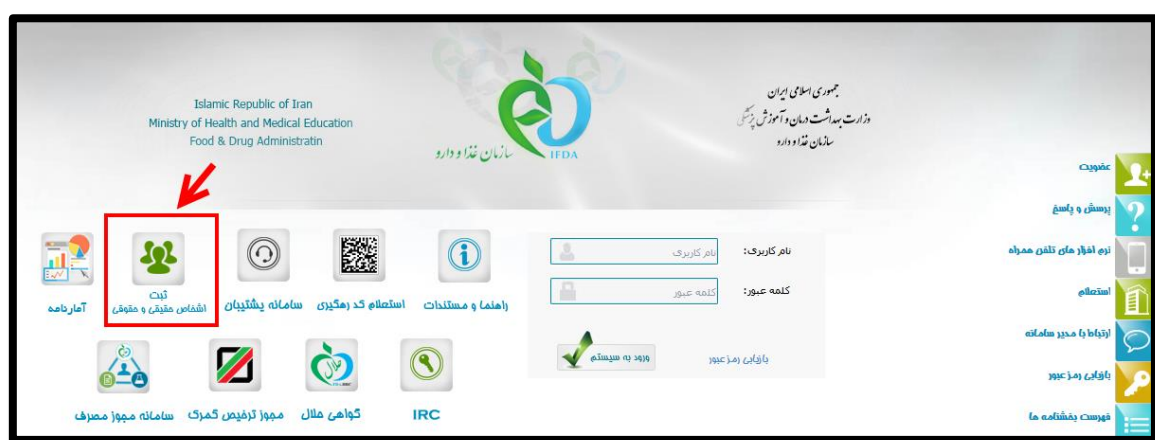 Islamic Republic of Iran
Ministry of Health and Medical Education
Food & Drug Administratin
سازمان غذا و دارو
IFDA
جمهوری اسلامی ایران
وزارت بهداشت درمان و آموزش پزشکی
سازمان غذا و دارو
عضویت
پرسش و پاسخ
نرم افزار های تلفن همراه
استعلام
ارتباط با مدیر سامانه
بازیابی رمز عبور
فهرست بخشنامه ها
نام کاربری:
نام کاربری
کلمه عبور:
کلمه عبور
بازیابی رمز عبور
ورود به سیستم
راهنما و مستندات
استعلام کد رهگیری
سامانه پشتیبان
ثبت
اشخاص حقیقی و حقوقی
آمارنامه
IRC
گواهی حلال
مجوز ترخیص گمرک
سامانه مجوز مصرف